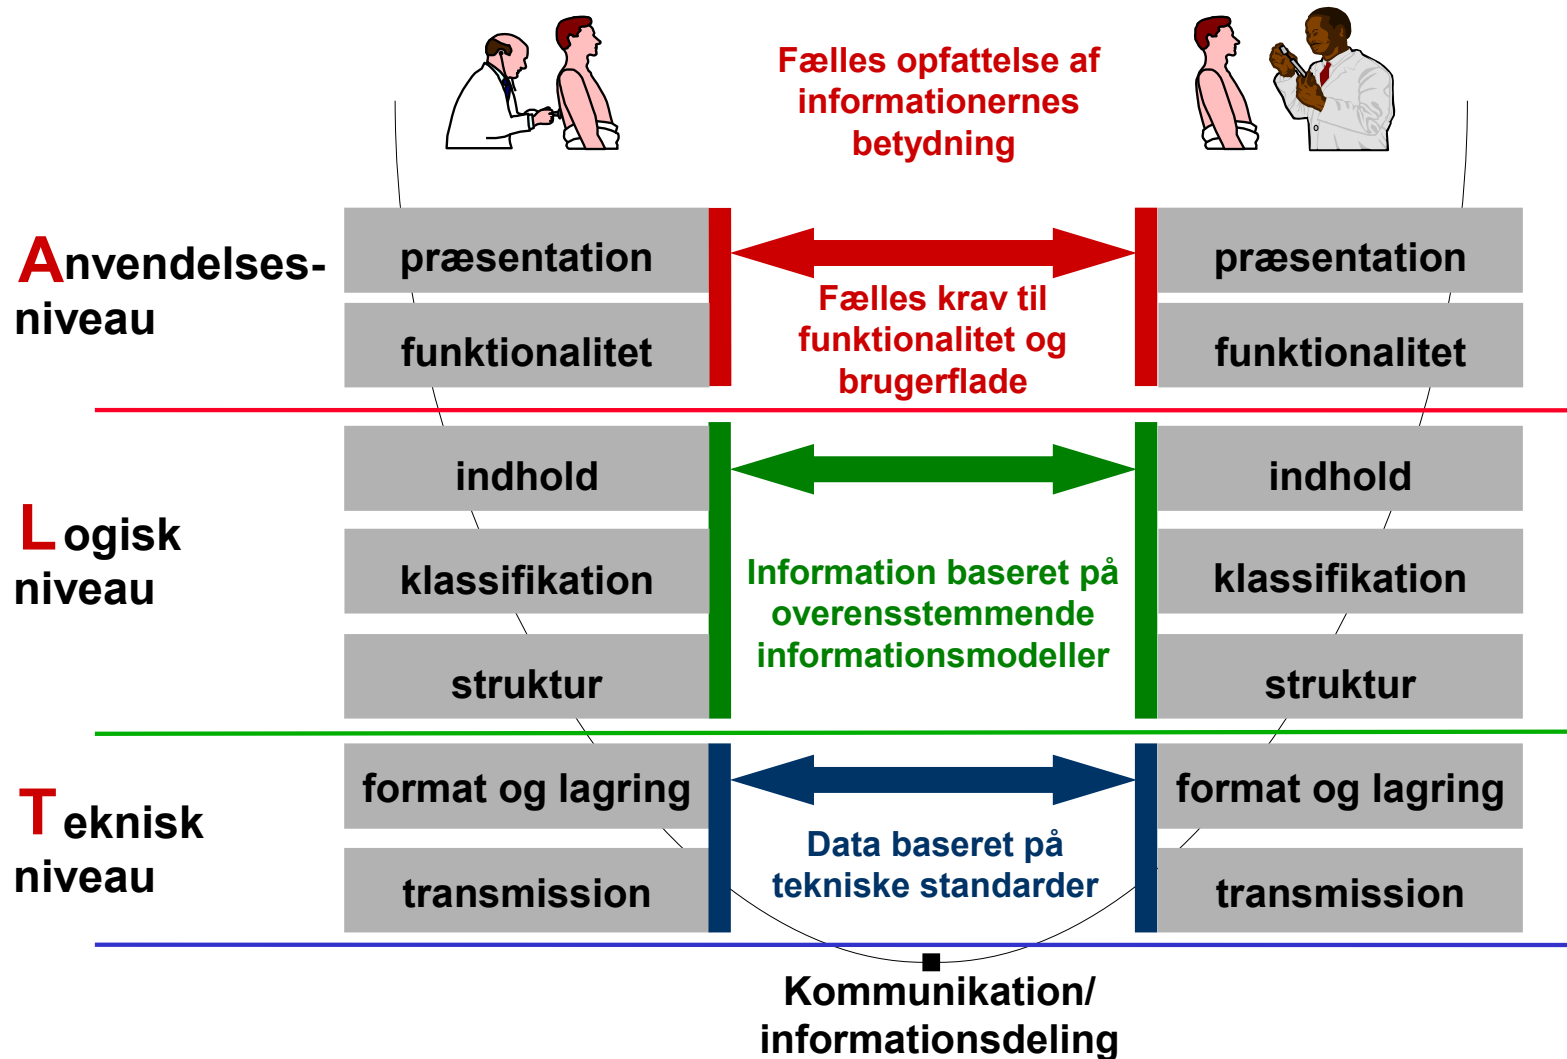 Fælles opfattelse af
informationernes
betydning
Anvendelses-
niveau
præsentation
funktionalitet
Fælles krav til
funktionalitet og
brugerflade
præsentation
funktionalitet
Logisk
niveau
indhold
klassifikation
struktur
Information baseret på
overensstemmende
informationsmodeller
indhold
klassifikation
struktur
Teknisk
niveau
format og lagring
transmission
Data baseret på
tekniske standarder
format og lagring
transmission
Kommunikation/
informationsdeling